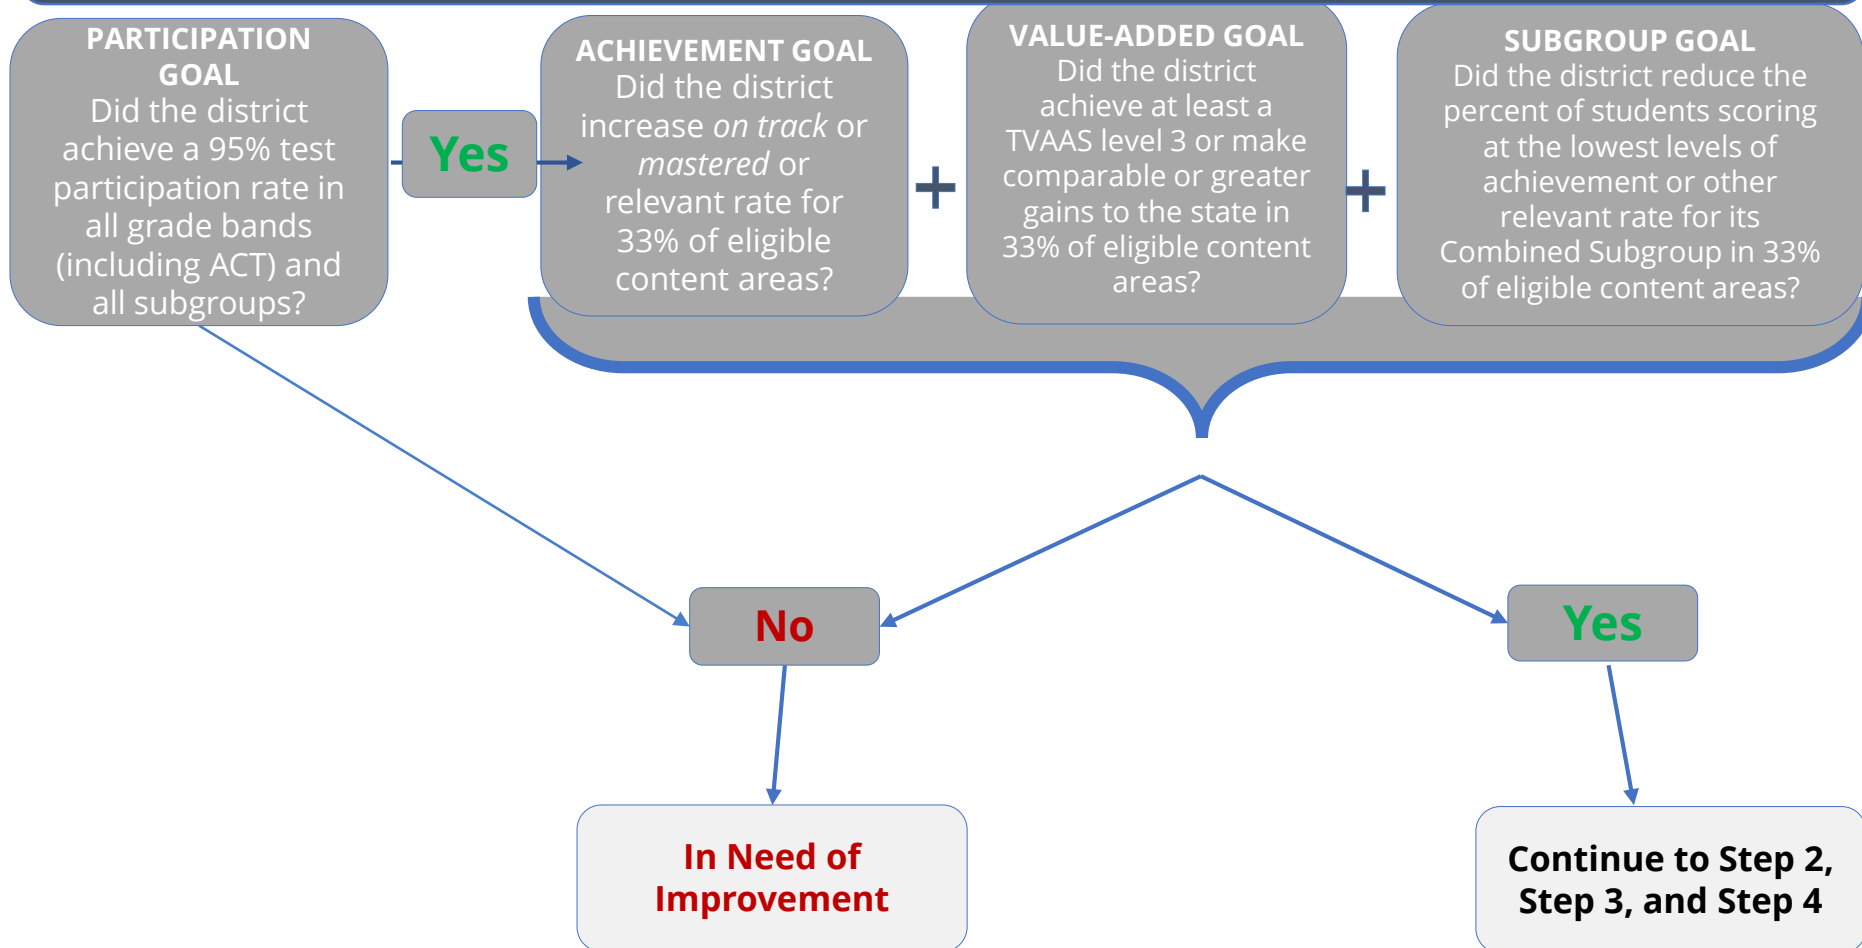 PARTICIPATION
GOAL
Did the district
achieve a 95% test
participation rate in
all grade bands
(including ACT) and
all subgroups?
Yes
ACHIEVEMENT GOAL
Did the district
increase on track or
mastered or
relevant rate for
33% of eligible
content areas?
+
VALUE-ADDED GOAL
Did the district
achieve at least a
TVAAS level 3 or make
comparable or greater
gains to the state in
33% of eligible content
areas?
+
SUBGROUP GOAL
Did the district reduce the
percent of students scoring
at the lowest levels of
achievement or other
relevant rate for its
Combined Subgroup in 33%
of eligible content areas?
No
Yes
In Need of
Improvement
Continue to Step 2,
Step 3, and Step 4